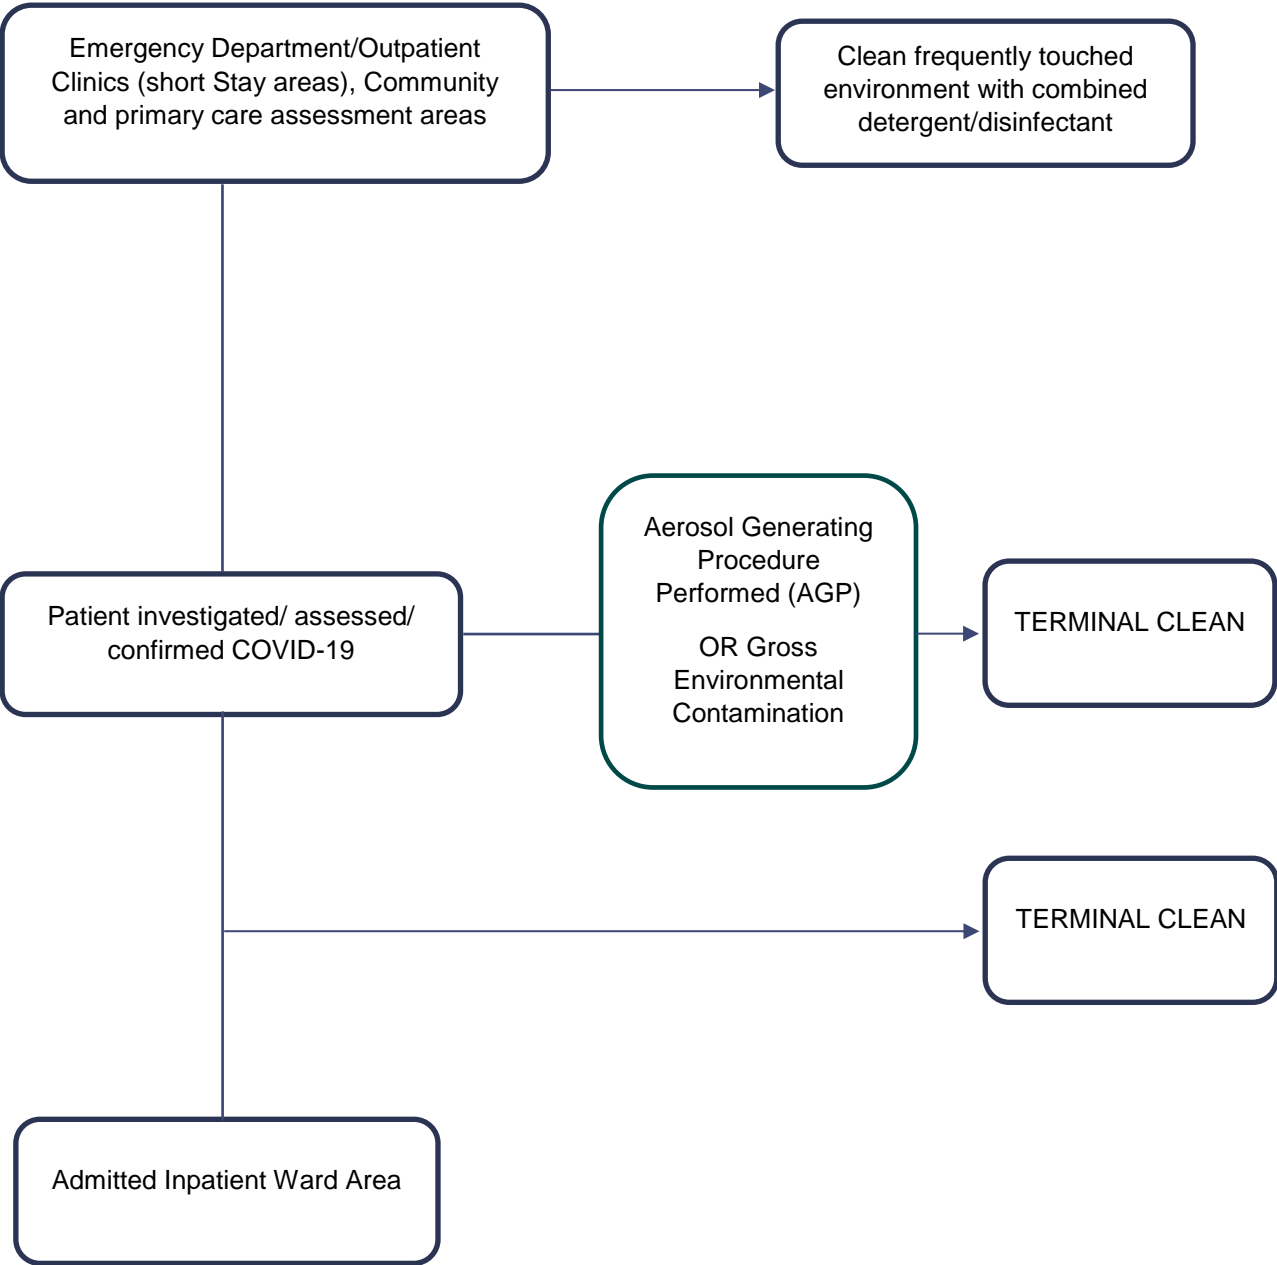 Emergency Department/Outpatient
Clinics (short Stay areas), Community
and primary care assessment areas
Clean frequently touched
environment with combined
detergent/disinfectant
Patient investigated/ assessed/
confirmed COVID-19
Aerosol Generating
Procedure
Performed (AGP)
OR Gross
Environmental
Contamination
TERMINAL CLEAN
TERMINAL CLEAN
Admitted Inpatient Ward Area